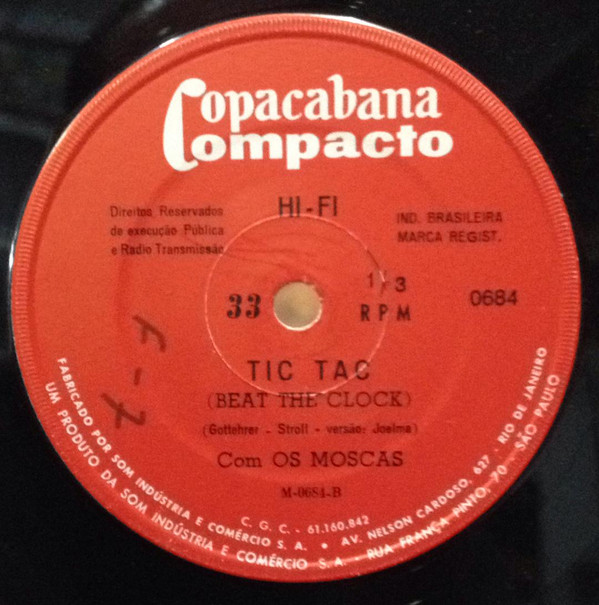 Copacabana
Compacto
HI-FI
Direitos Reservados
de execução Pública
e Radio Transmissão
IND. BRASILEIRA
MARCA REGIST.
33 1/3
RPM
0684
F-7
TIC TAC
(BEAT THE CLOCK)
(Gottehrer - Stroll - versão: Joelma)
Com OS MOSCAS
M-0684-B
C. G. C. - 61.160.842
FABRICADO POR SOM INDÚSTRIA E COMÉRCIO S. A. • AV. NELSON CARDOSO, 627 - RIO DE JANEIRO
UM PRODUTO DA SOM INDÚSTRIA E COMÉRCIO S. A. - RUA FRANÇA PINTO, 70 - SÃO PAULO